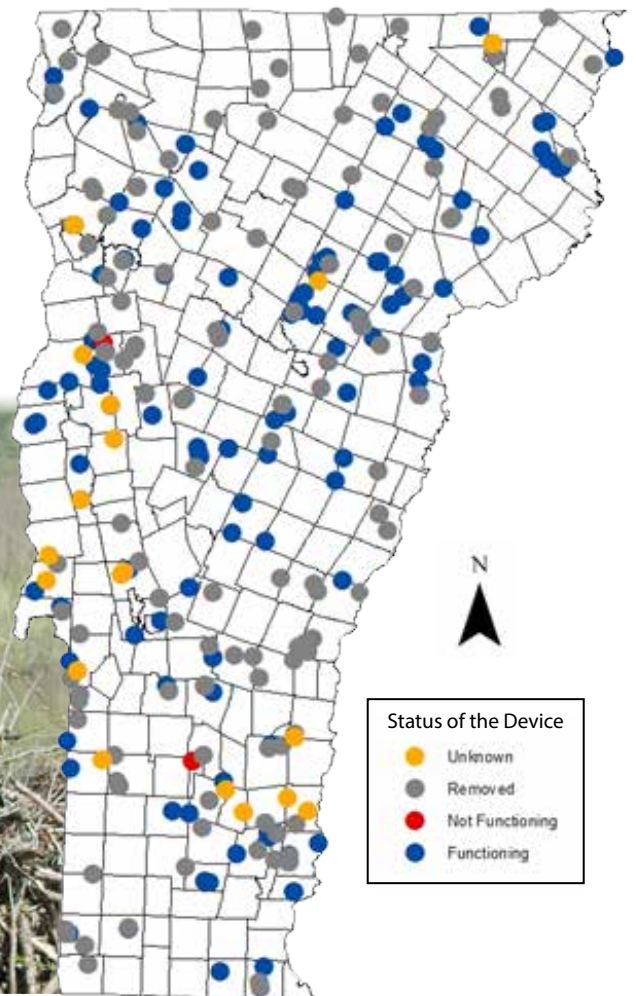 N
Status of the Device
Unknown
Removed
Not Functioning
Functioning